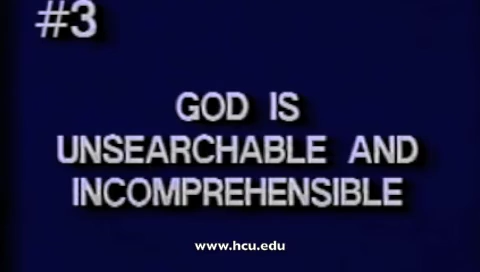 #3
GOD IS
UNSEARCHABLE AND
INCOMPREHENSIBLE
www.hcu.edu